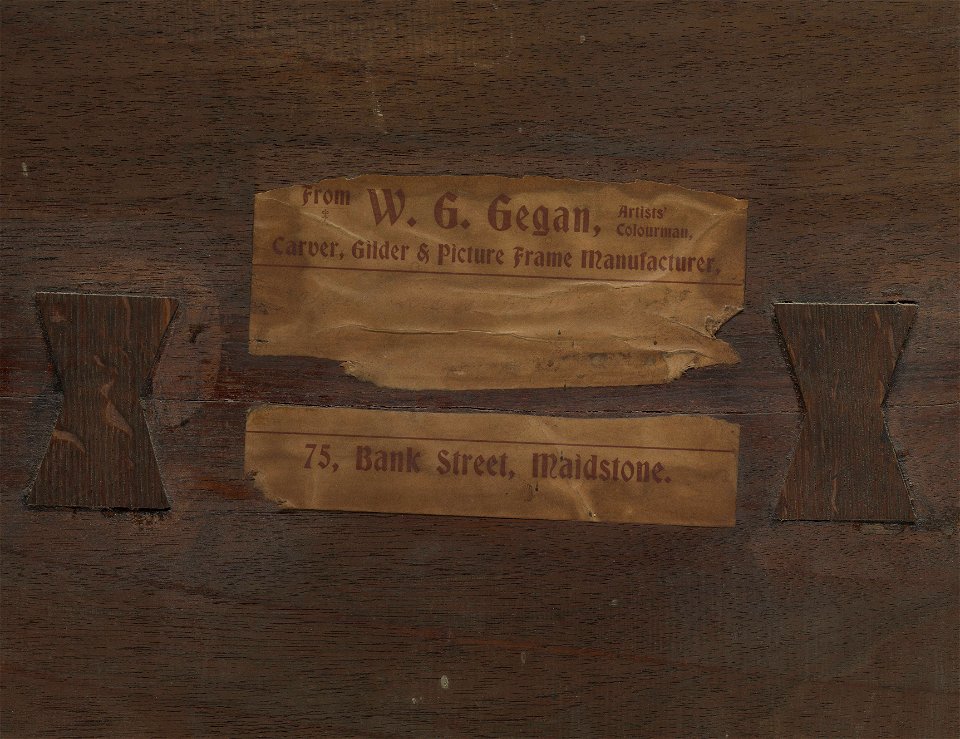 From W. G. Gegan, Artists' Colourman,
Carver, Gilder & Picture Frame Manufacturer,
75, Bank Street, Maidstone.